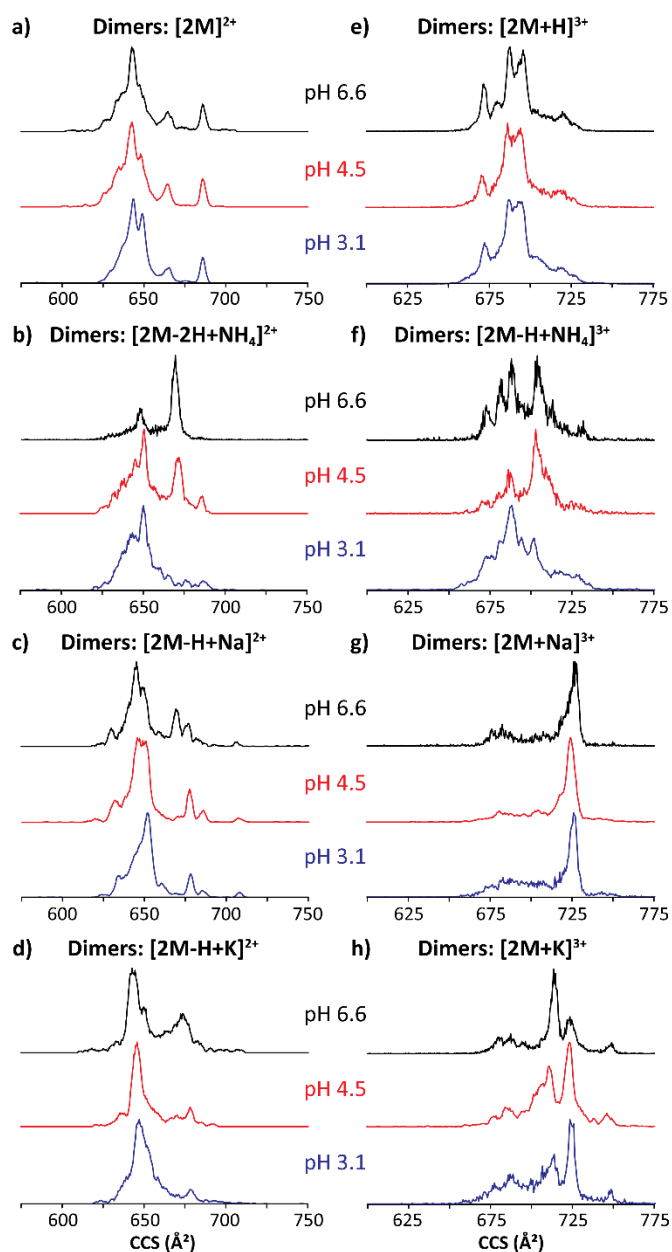 a) Dimers: [2M]²⁺
pH 6.6
pH 4.5
pH 3.1
600 650 700 750
e) Dimers: [2M+H]³⁺
625 675 725 775
b) Dimers: [2M-2H+NH₄]²⁺
pH 6.6
pH 4.5
pH 3.1
600 650 700 750
f) Dimers: [2M-H+NH₄]³⁺
625 675 725 775
c) Dimers: [2M-H+Na]²⁺
pH 6.6
pH 4.5
pH 3.1
600 650 700 750
g) Dimers: [2M+Na]³⁺
625 675 725 775
d) Dimers: [2M-H+K]²⁺
pH 6.6
pH 4.5
pH 3.1
600 650 700 750
CCS (Å²)
h) Dimers: [2M+K]³⁺
625 675 725 775
CCS (Å²)